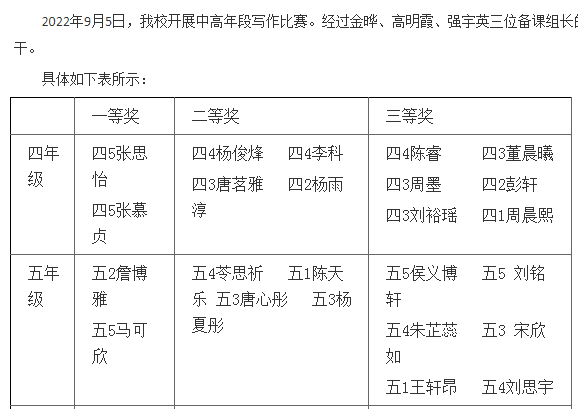 2022年9月5日，我校开展中高年段写作比赛。经过金晔、高明霞、强宇英三位备课组长
干。
具体如下表所示：
一等奖 二等奖 三等奖
四年级
四5张思怡
四5张慕贞
四4杨俊烽 四4李科
四3唐茗雅 四2杨雨淳
四4陈睿 四3董晨曦
四3周墨 四2彭轩
四3刘裕瑶 四1周晨熙
五年级
五2詹博雅
五5马可欣
五4苓思祈 五1陈天
乐 五3唐心彤 五3杨
夏彤
五5侯义博轩 五5 刘铭
五4朱芷蕊如 五3 宋欣
五1王轩昂 五4刘思宇